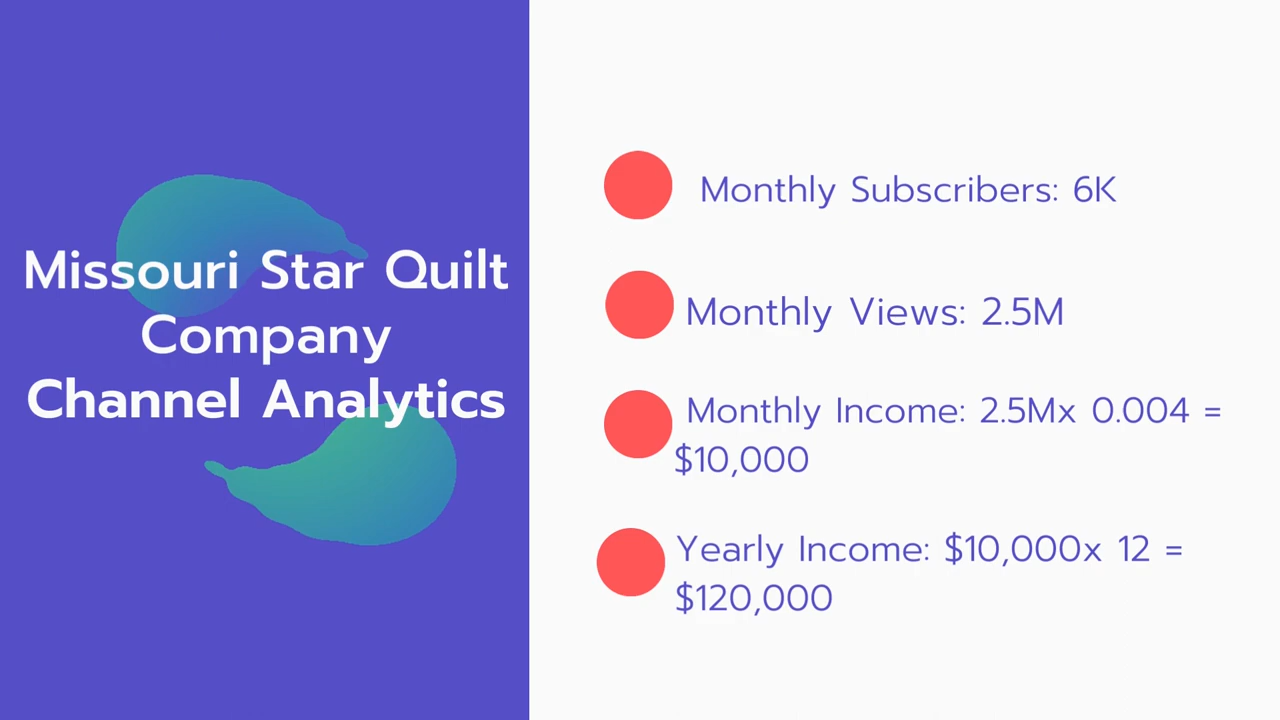 Missouri Star Quilt
Company
Channel Analytics
Monthly Subscribers: 6K
Monthly Views: 2.5M
Monthly Income: 2.5Mx 0.004 =
$10,000
Yearly Income: $10,000x 12 =
$120,000